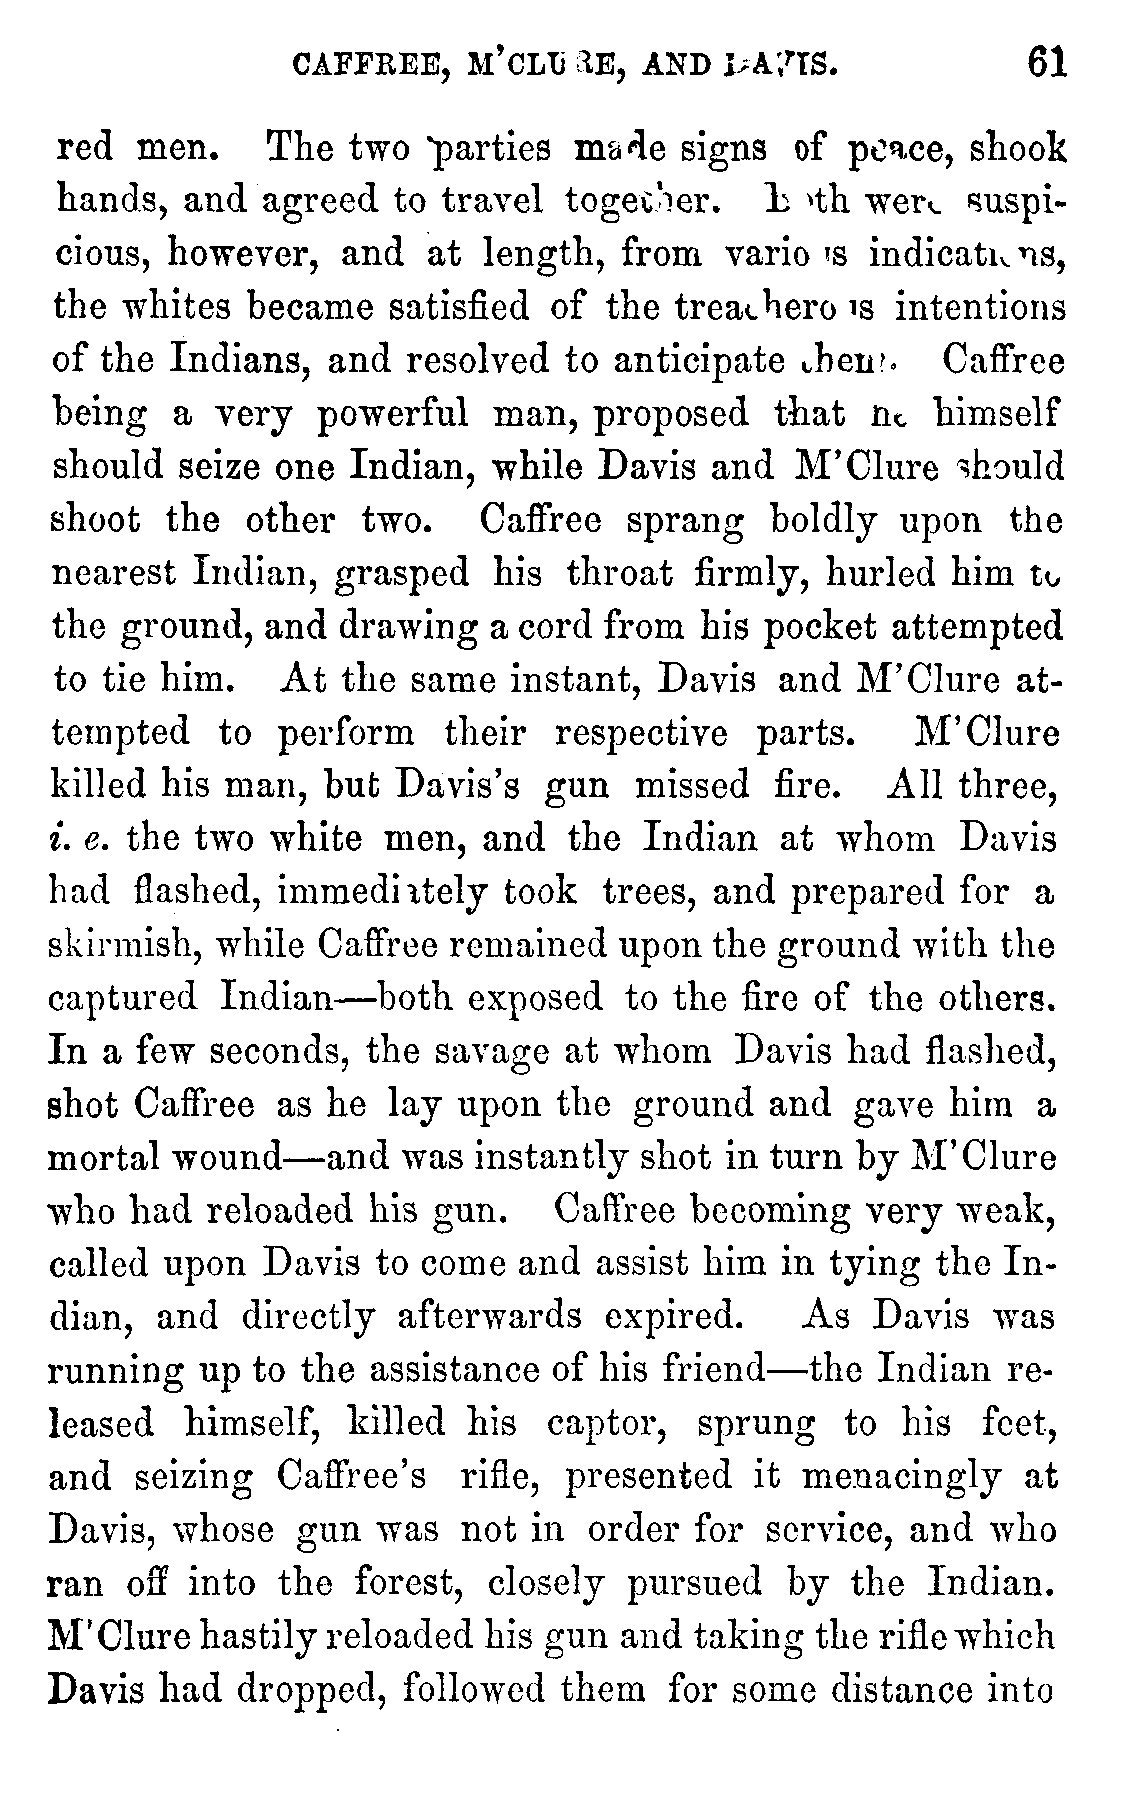 CAFFREE, M'CLURE, AND DAVIS. 61
red men. The two parties made signs of peace, shook
hands, and agreed to travel together. Both were suspi-
cious, however, and at length, from various indications,
the whites became satisfied of the treacherous intentions
of the Indians, and resolved to anticipate them. Caffree
being a very powerful man, proposed that he himself
should seize one Indian, while Davis and M'Clure should
shoot the other two. Caffree sprang boldly upon the
nearest Indian, grasped his throat firmly, hurled him to
the ground, and drawing a cord from his pocket attempted
to tie him. At the same instant, Davis and M'Clure at-
tempted to perform their respective parts. M'Clure
killed his man, but Davis's gun missed fire. All three,
i. e. the two white men, and the Indian at whom Davis
had flashed, immediately took trees, and prepared for a
skirmish, while Caffree remained upon the ground with the
captured Indian—both exposed to the fire of the others.
In a few seconds, the savage at whom Davis had flashed,
shot Caffree as he lay upon the ground and gave him a
mortal wound—and was instantly shot in turn by M'Clure
who had reloaded his gun. Caffree becoming very weak,
called upon Davis to come and assist him in tying the In-
dian, and directly afterwards expired. As Davis was
running up to the assistance of his friend—the Indian re-
leased himself, killed his captor, sprung to his feet,
and seizing Caffree's rifle, presented it menacingly at
Davis, whose gun was not in order for service, and who
ran off into the forest, closely pursued by the Indian.
M'Clure hastily reloaded his gun and taking the rifle which
Davis had dropped, followed them for some distance into